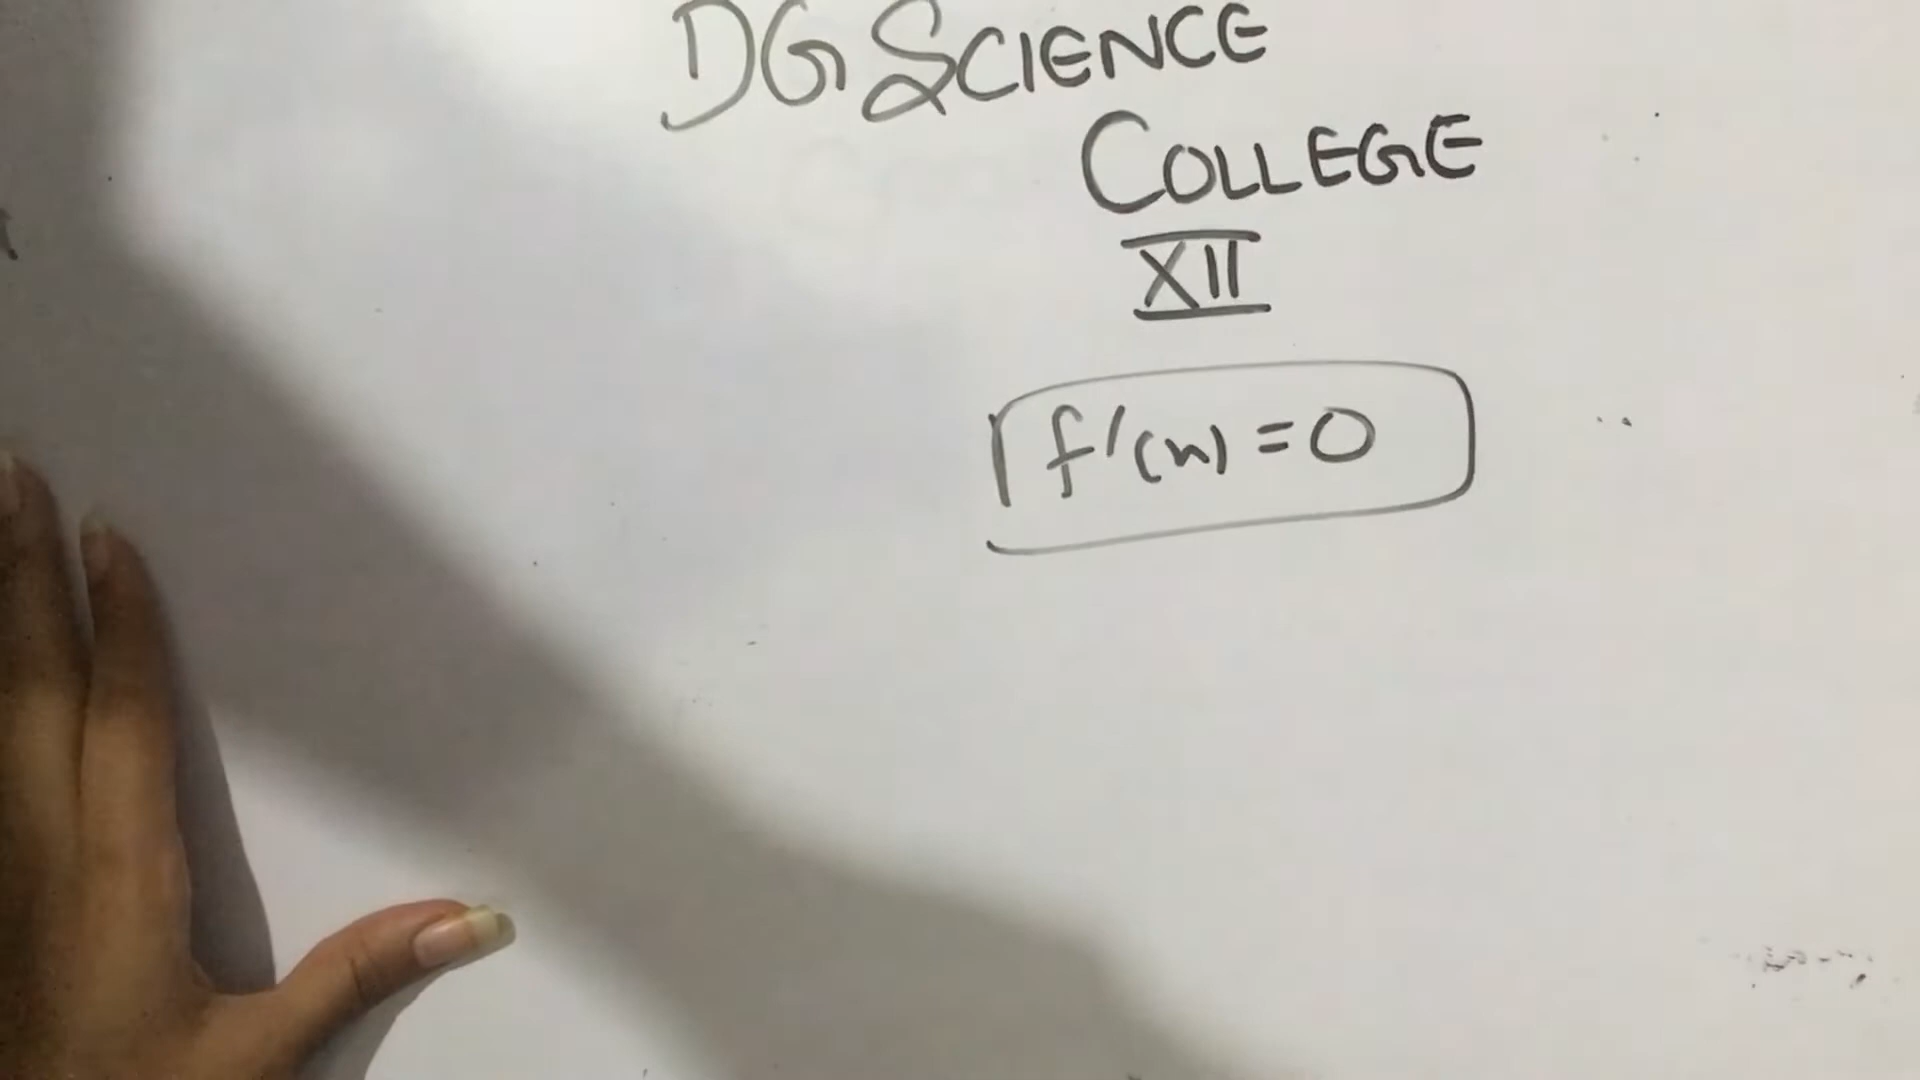 DG SCIENCE
COLLEGE
XII
f'(x) = 0